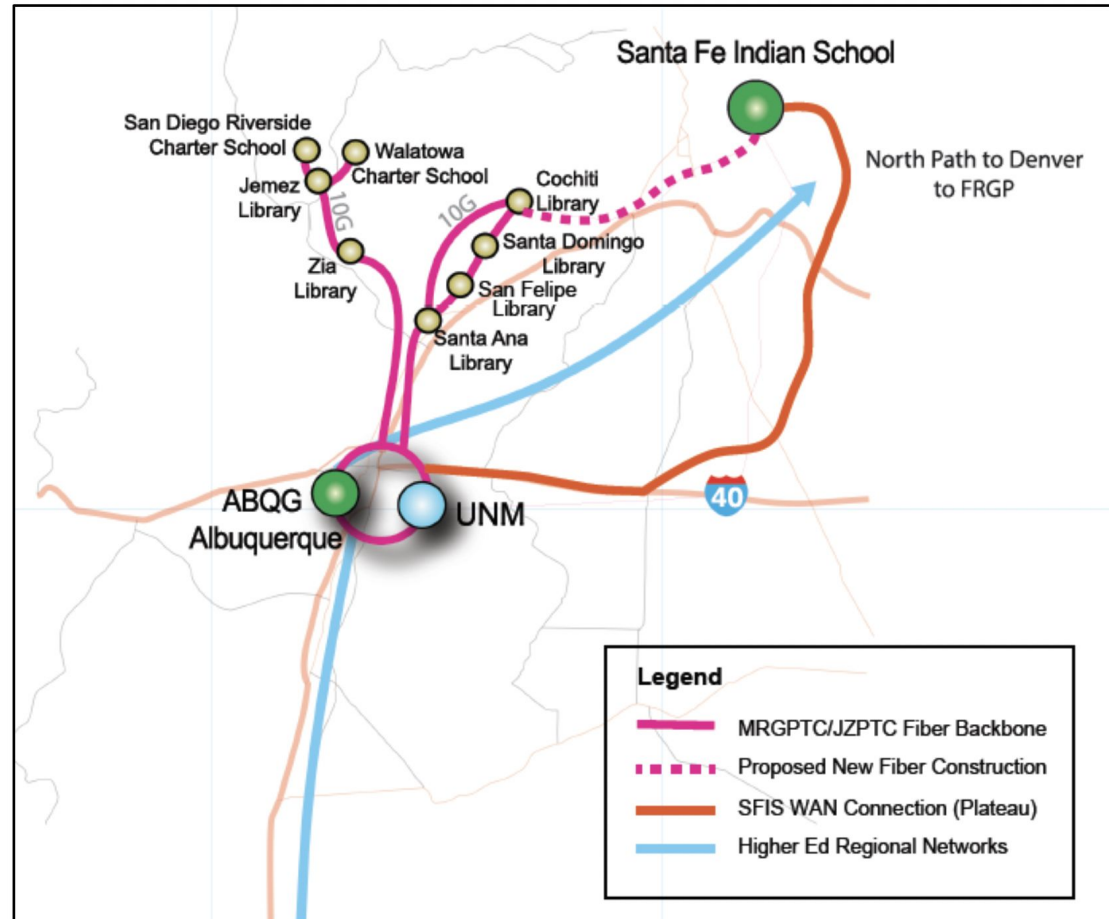 Santa Fe Indian School
San Diego Riverside
Charter School
Walatowa
Charter School
Jemez
Library
10G
Zia
Library
10G
Cochiti
Library
Santa Domingo
Library
San Felipe
Library
Santa Ana
Library
North Path to Denver
to FRGP
ABQG
Albuquerque
UNM
40
Legend
MRGPTC/JZPTC Fiber Backbone
Proposed New Fiber Construction
SFIS WAN Connection (Plateau)
Higher Ed Regional Networks